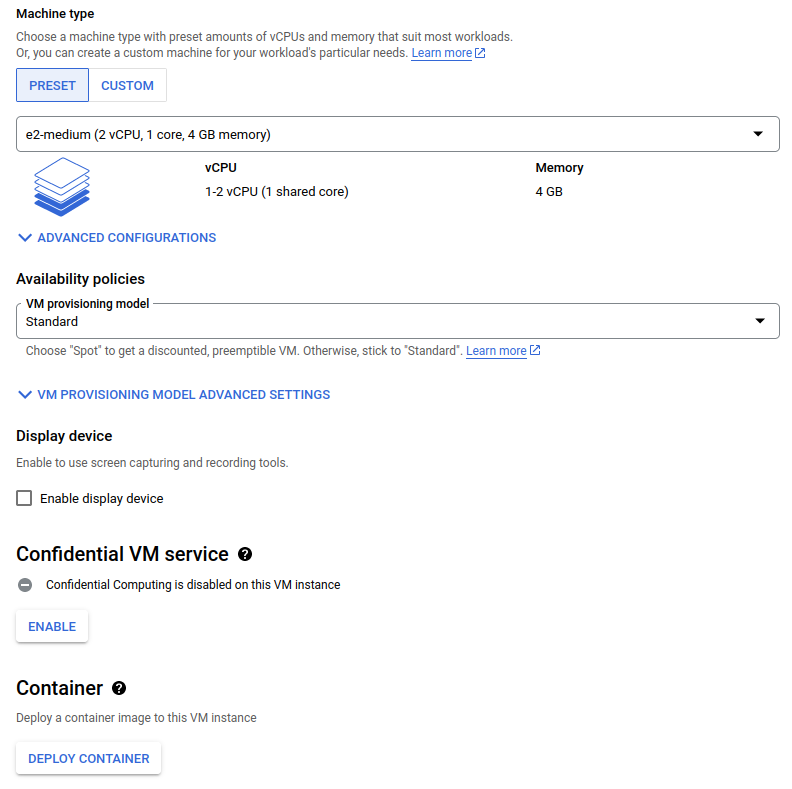 Machine type
Choose a machine type with preset amounts of vCPUs and memory that suit most workloads.
Or, you can create a custom machine for your workload's particular needs. Learn more
PRESET CUSTOM
e2-medium (2 vCPU, 1 core, 4 GB memory)
vCPU Memory
1-2 vCPU (1 shared core) 4 GB
ADVANCED CONFIGURATIONS
Availability policies
VM provisioning model
Standard
Choose "Spot" to get a discounted, preemptible VM. Otherwise, stick to "Standard". Learn more
VM PROVISIONING MODEL ADVANCED SETTINGS
Display device
Enable to use screen capturing and recording tools.
Enable display device
Confidential VM service ?
Confidential Computing is disabled on this VM instance
ENABLE
Container ?
Deploy a container image to this VM instance
DEPLOY CONTAINER